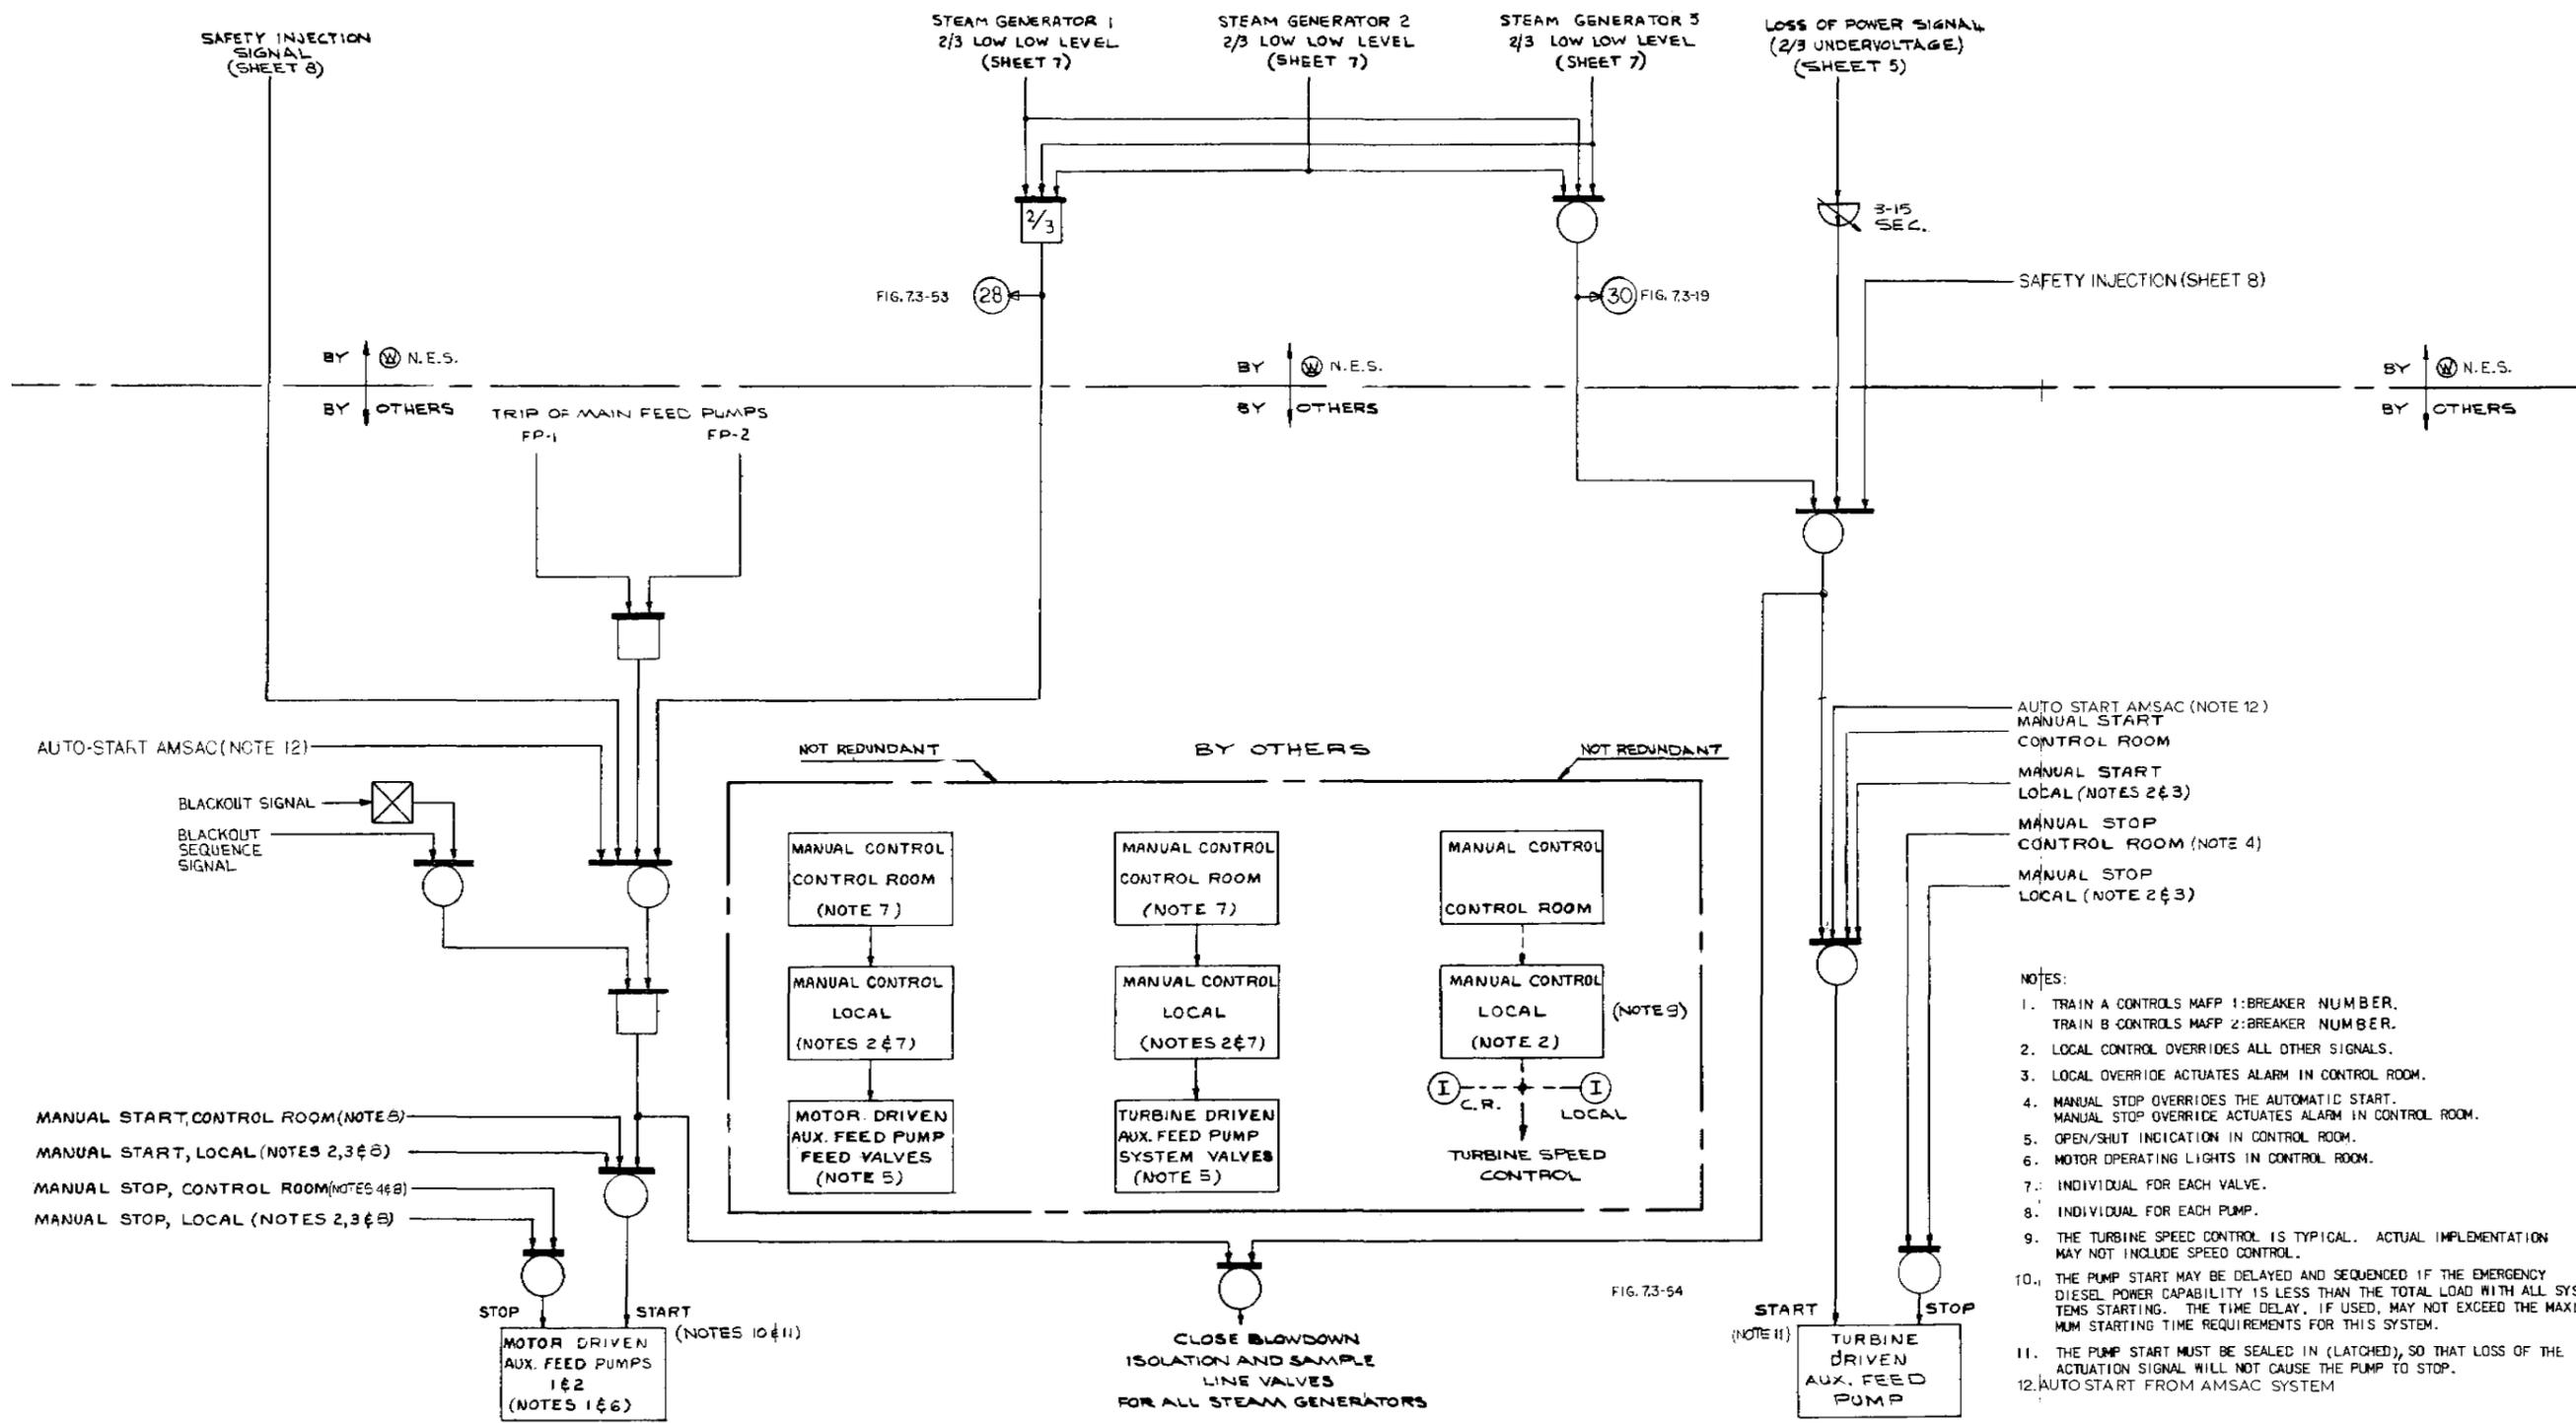 SAFETY INJECTION
SIGNAL
(SHEET 8)
STEAM GENERATOR 1
2/3 LOW LOW LEVEL
(SHEET 7)
STEAM GENERATOR 2
2/3 LOW LOW LEVEL
(SHEET 7)
STEAM GENERATOR 3
2/3 LOW LOW LEVEL
(SHEET 7)
LOSS OF POWER SIGNAL
(2/3 UNDERVOLTAGE)
(SHEET 5)
2/3
3-15
SEC.
FIG. 7.3-53
28
30
FIG. 7.3-19
SAFETY INJECTION (SHEET 8)
BY W N.E.S.
BY OTHERS
BY W N.E.S.
BY OTHERS
BY W N.E.S.
BY OTHERS
TRIP OF MAIN FEED PUMPS
FP-1
FP-2
AUTO-START AMSAC (NOTE 12)
BLACKOUT SIGNAL
BLACKOUT
SEQUENCE
SIGNAL
NOT REDUNDANT
BY OTHERS
NOT REDUNDANT
MANUAL CONTROL
CONTROL ROOM
(NOTE 7)
MANUAL CONTROL
LOCAL
(NOTES 2 & 7)
MOTOR DRIVEN
AUX. FEED PUMP
FEED VALVES
(NOTE 5)
MANUAL CONTROL
CONTROL ROOM
(NOTE 7)
MANUAL CONTROL
LOCAL
(NOTES 2 & 7)
TURBINE DRIVEN
AUX. FEED PUMP
SYSTEM VALVES
(NOTE 5)
MANUAL CONTROL
CONTROL ROOM
MANUAL CONTROL
LOCAL
(NOTE 2)
(NOTE 9)
I
C.R.
I
LOCAL
TURBINE SPEED
CONTROL
AUTO START AMSAC (NOTE 12)
MANUAL START
CONTROL ROOM
MANUAL START
LOCAL (NOTES 2 & 3)
MANUAL STOP
CONTROL ROOM (NOTE 4)
MANUAL STOP
LOCAL (NOTE 2 & 3)
MANUAL START, CONTROL ROOM (NOTE 8)
MANUAL START, LOCAL (NOTES 2, 3 & 8)
MANUAL STOP, CONTROL ROOM (NOTES 4 & 8)
MANUAL STOP, LOCAL (NOTES 2, 3 & 8)
STOP
START
(NOTES 10 & 11)
MOTOR DRIVEN
AUX. FEED PUMPS
1 & 2
(NOTES 1 & 6)
CLOSE BLOWDOWN
ISOLATION AND SAMPLE
LINE VALVES
FOR ALL STEAM GENERATORS
FIG. 7.3-54
START
(NOTE 11)
STOP
TURBINE
DRIVEN
AUX. FEED
PUMP
NOTES:
1. TRAIN A CONTROLS MAFP 1:BREAKER NUMBER.
TRAIN B CONTROLS MAFP 2:BREAKER NUMBER.
2. LOCAL CONTROL OVERRIDES ALL OTHER SIGNALS.
3. LOCAL OVERRIDE ACTUATES ALARM IN CONTROL ROOM.
4. MANUAL STOP OVERRIDES THE AUTOMATIC START.
MANUAL STOP OVERRIDE ACTUATES ALARM IN CONTROL ROOM.
5. OPEN/SHUT INDICATION IN CONTROL ROOM.
6. MOTOR OPERATING LIGHTS IN CONTROL ROOM.
7. INDIVIDUAL FOR EACH VALVE.
8. INDIVIDUAL FOR EACH PUMP.
9. THE TURBINE SPEED CONTROL IS TYPICAL. ACTUAL IMPLEMENTATION
MAY NOT INCLUDE SPEED CONTROL.
10. THE PUMP START MAY BE DELAYED AND SEQUENCED IF THE EMERGENCY
DIESEL POWER CAPABILITY IS LESS THAN THE TOTAL LOAD WITH ALL SYS
TEMS STARTING. THE TIME DELAY, IF USED, MAY NOT EXCEED THE MAXI
MUM STARTING TIME REQUIREMENTS FOR THIS SYSTEM.
11. THE PUMP START MUST BE SEALED IN (LATCHED), SO THAT LOSS OF THE
ACTUATION SIGNAL WILL NOT CAUSE THE PUMP TO STOP.
12. AUTO START FROM AMSAC SYSTEM